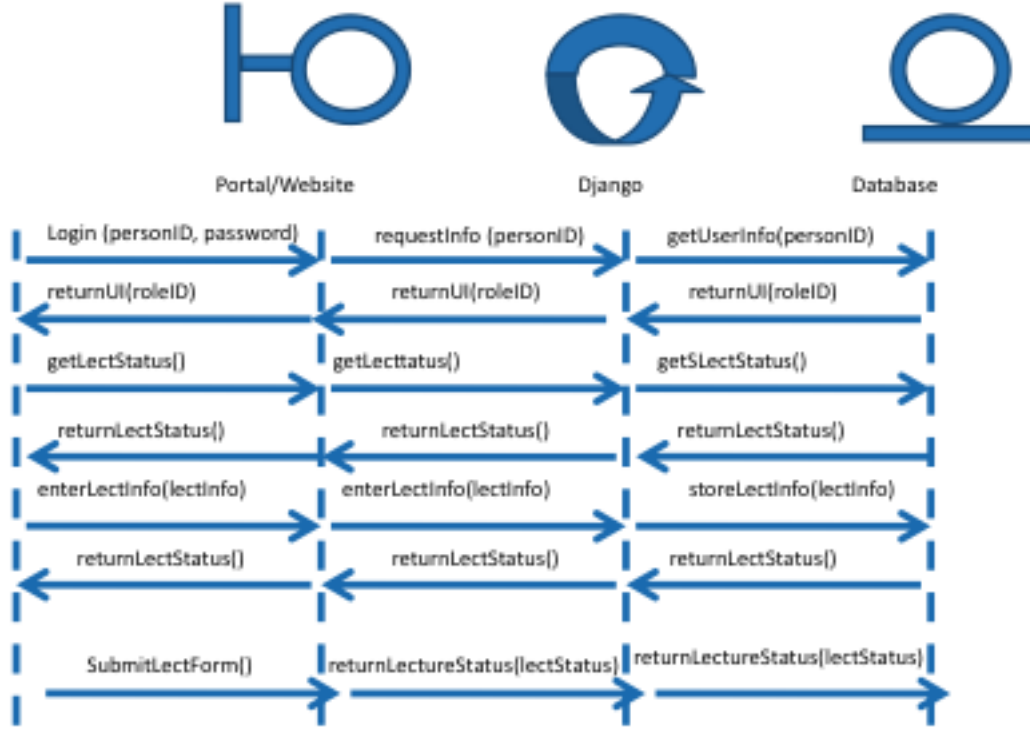 Portal/Website Django Database
Login (personID, password) requestInfo (personID) getUserInfo(personID)
returnUI(roleID) returnUI(roleID) returnUI(roleID)
getLectStatus() getLecttatus() getSLectStatus()
returnLectStatus() returnLectStatus() returnLectStatus()
enterLectInfo(lectInfo) enterLectInfo(lectInfo) storeLectInfo(lectInfo)
returnLectStatus() returnLectStatus() returnLectStatus()
SubmitLectForm() returnLectureStatus(lectStatus) returnLectureStatus(lectStatus)